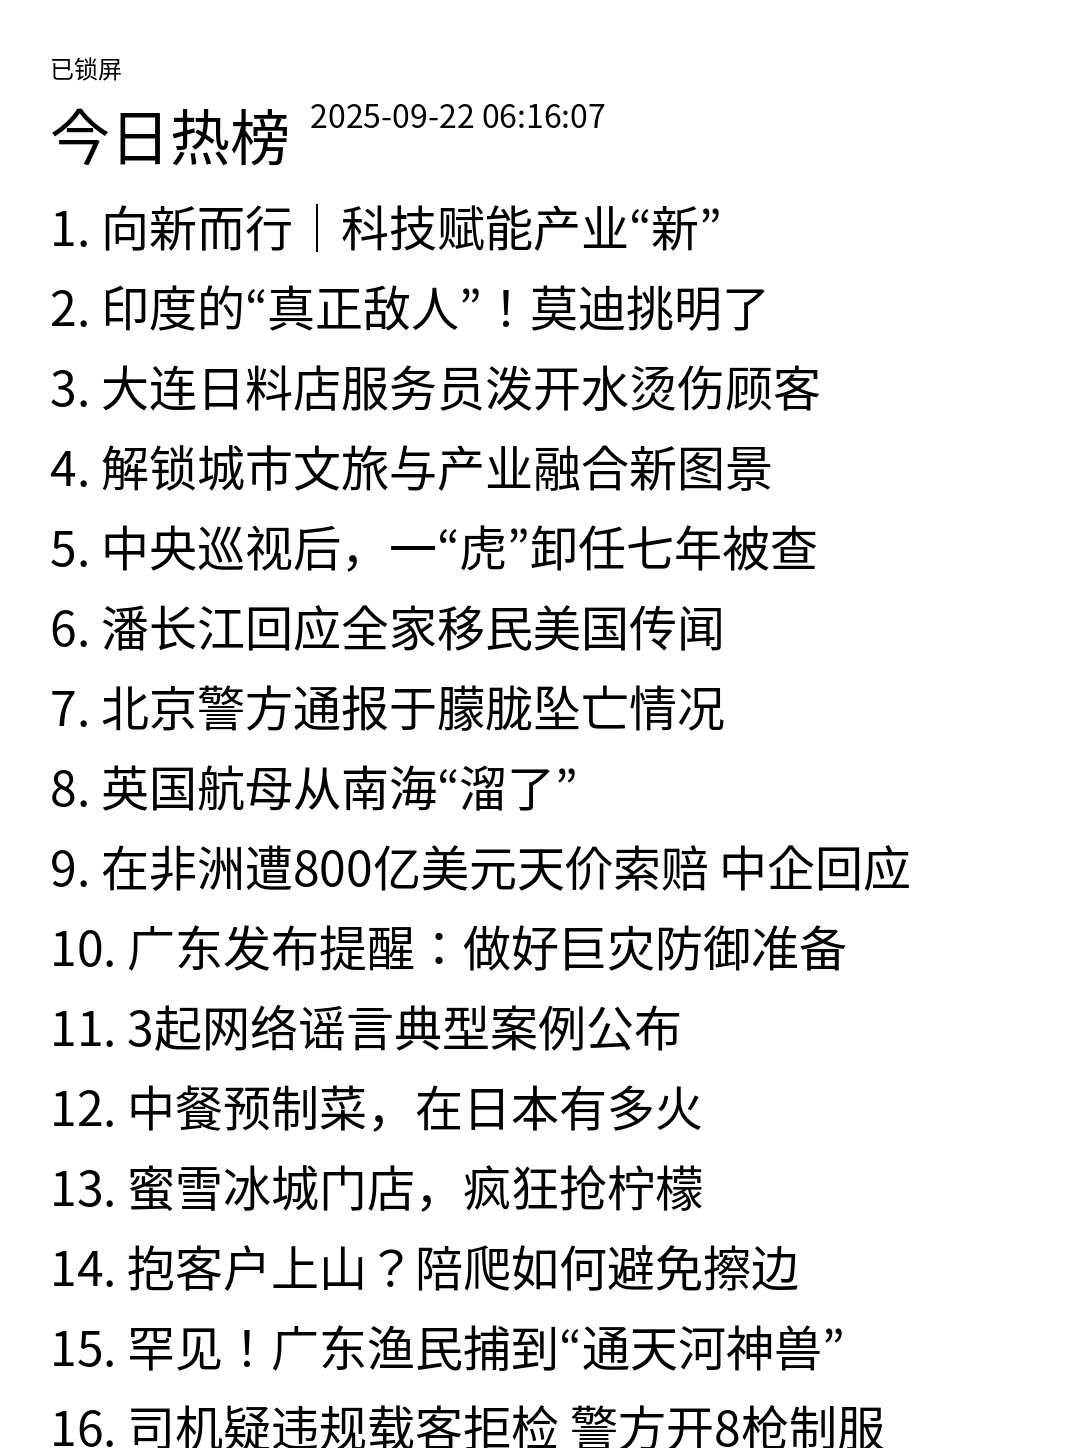 已锁屏
今日热榜 2025-09-22 06:16:07
1. 向新而行｜科技赋能产业“新”
2. 印度的“真正敌人”！莫迪挑明了
3. 大连日料店服务员泼开水烫伤顾客
4. 解锁城市文旅与产业融合新图景
5. 中央巡视后，一“虎”卸任七年被查
6. 潘长江回应全家移民美国传闻
7. 北京警方通报于朦胧坠亡情况
8. 英国航母从南海“溜了”
9. 在非洲遭800亿美元天价索赔 中企回应
10. 广东发布提醒：做好巨灾防御准备
11. 3起网络谣言典型案例公布
12. 中餐预制菜，在日本有多火
13. 蜜雪冰城门店，疯狂抢柠檬
14. 抱客户上山？陪爬如何避免擦边
15. 罕见！广东渔民捕到“通天河神兽”
16. 司机疑违规载客拒检 警方开8枪制服